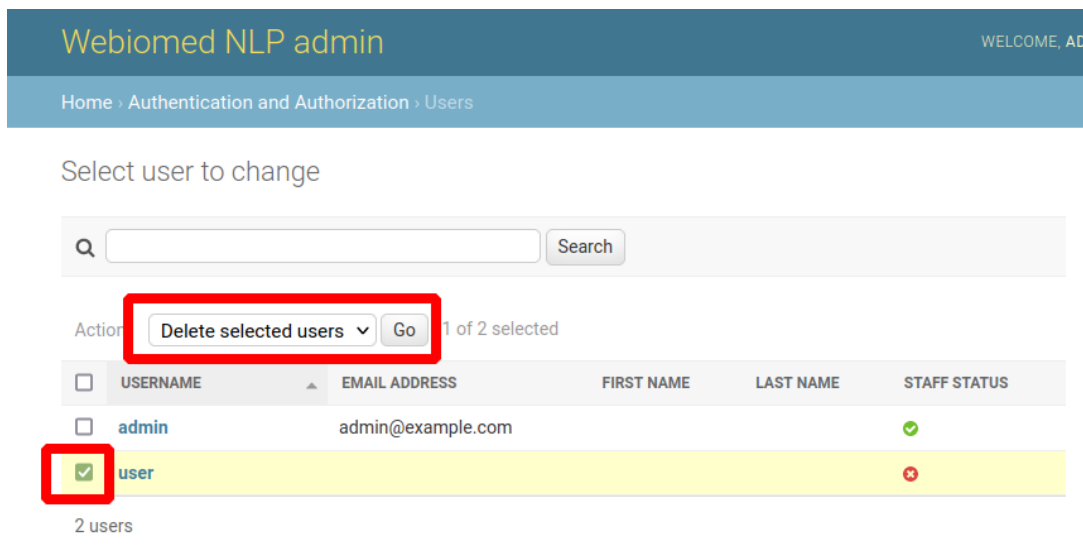 Webiomed NLP admin WELCOME, AD
Home › Authentication and Authorization › Users
Select user to change
Search
Action Delete selected users Go 1 of 2 selected
USERNAME EMAIL ADDRESS FIRST NAME LAST NAME STAFF STATUS
admin admin@example.com
user
2 users